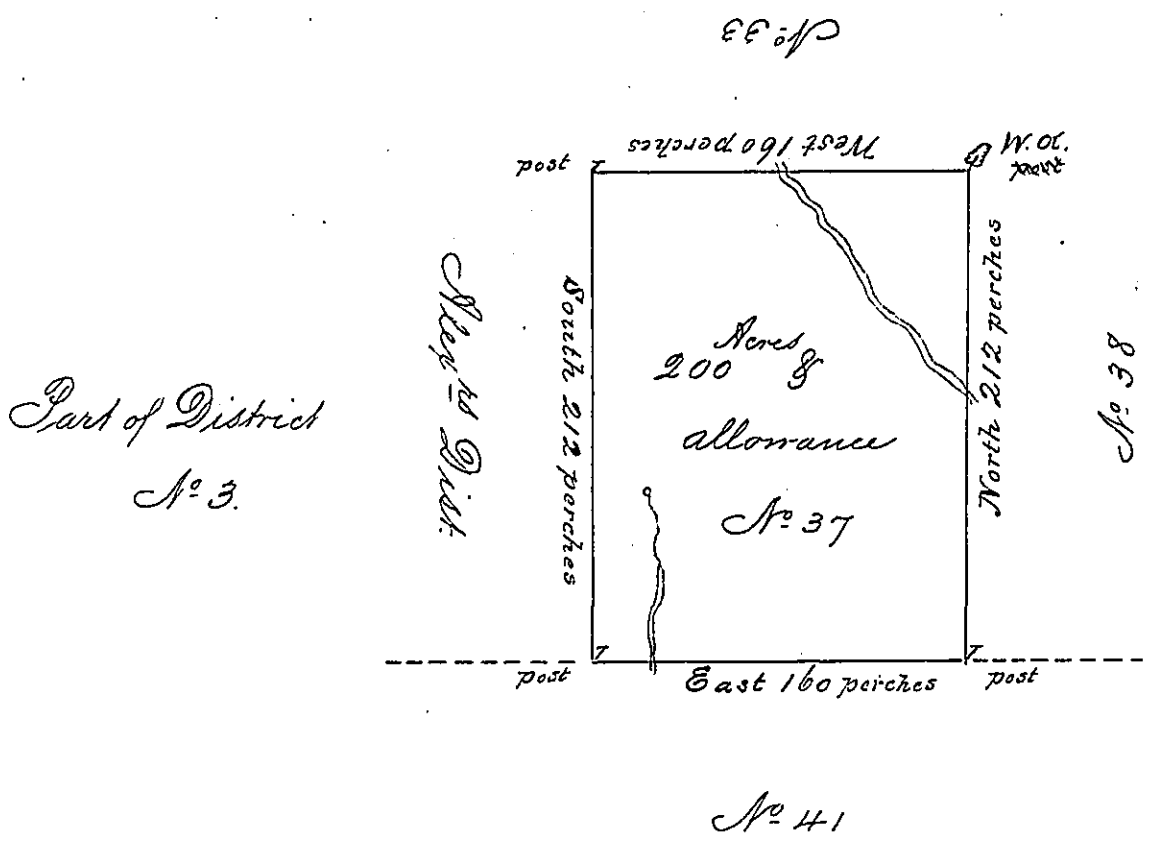 No 33
West 160 perches
post
W.O.
Acres
200 &
allowance
No 37
South 212 perches
North 212 perches
No 38
Dist.
Part of District
No 3.
post
East 160 perches
post
No 41